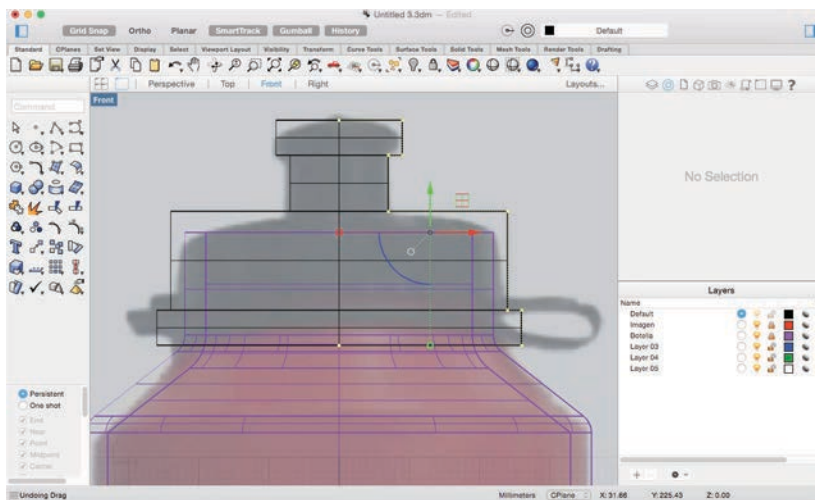 Untitled 3.3dm — Edited
Grid Snap Ortho Planar SmartTrack Gumball History Default
Standard CPlanes Set View Display Select Viewport Layout Visibility Transform Curve Tools Surface Tools Solid Tools Mesh Tools Render Tools Drafting
Perspective Top Front Right Layouts...
Front
Command
No Selection
Layers
Name
Default
Imagen
Botella
Layer 03
Layer 04
Layer 05
Persistent
One shot
End
Near
Point
Midpoint
Center
Undoing Drag Millimeters CPlane X: 31.66 Y: 225.43 Z: 0.00